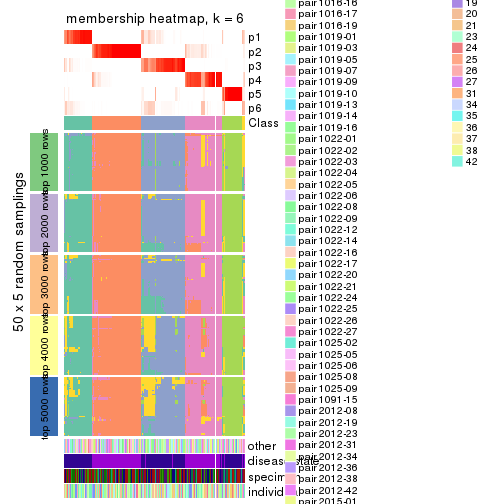 membership heatmap, k = 6
p1
p2
p3
p4
p5
p6
Class
50 x 5 random samplings
top 1000 rows
top 2000 rows
top 3000 rows
top 4000 rows
top 5000 rows
other
disease.state
specim
individ
pair1016-16
pair1016-17
pair1019-01
pair1019-03
pair1019-05
pair1019-07
pair1019-09
pair1019-10
pair1019-13
pair1019-14
pair1019-16
pair1022-01
pair1022-02
pair1022-03
pair1022-04
pair1022-05
pair1022-06
pair1022-08
pair1022-09
pair1022-12
pair1022-14
pair1022-16
pair1022-17
pair1022-20
pair1022-21
pair1022-24
pair1022-25
pair1022-26
pair1022-27
pair1025-02
pair1025-05
pair1025-06
pair1025-08
pair1025-09
pair1091-15
pair2012-08
pair2012-19
pair2012-23
pair2012-31
pair2012-34
pair2012-36
pair2012-38
pair2012-42
pair2015-01
19
20
21
23
24
25
26
27
31
34
35
36
37
38
42